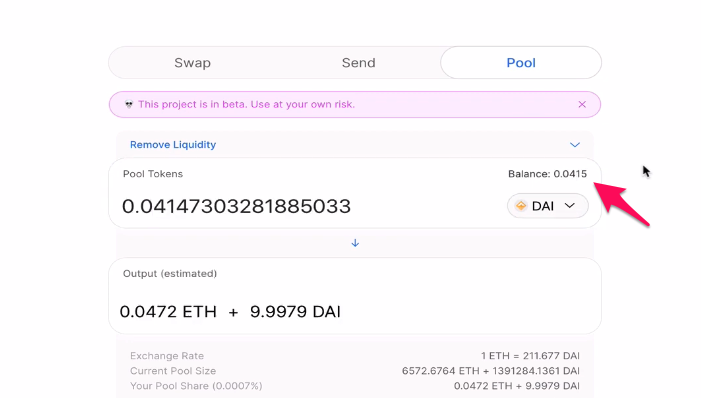 Swap Send Pool
💀 This project is in beta. Use at your own risk. ×
Remove Liquidity
Pool Tokens Balance: 0.0415
0.04147303281885033 DAI
Output (estimated)
0.0472 ETH + 9.9979 DAI
Exchange Rate 1 ETH = 211.677 DAI
Current Pool Size 6572.6764 ETH + 1391284.1361 DAI
Your Pool Share (0.0007%) 0.0472 ETH + 9.9979 DAI